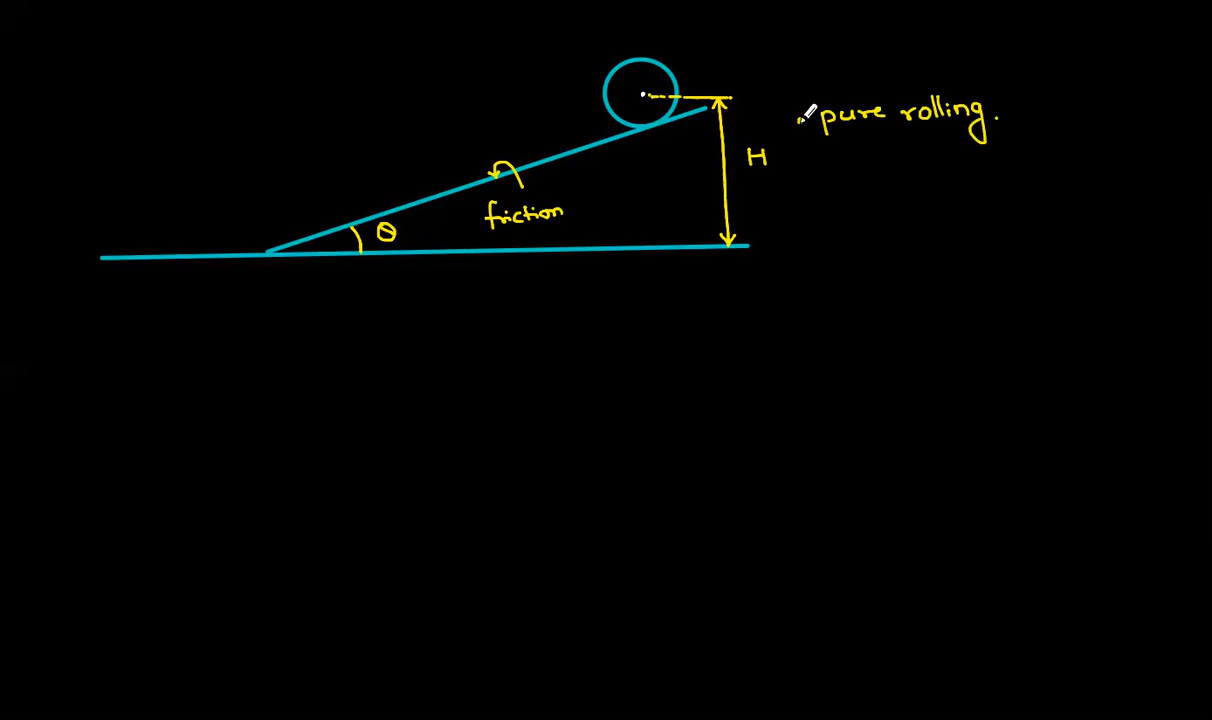 pure rolling.
H
friction
θ